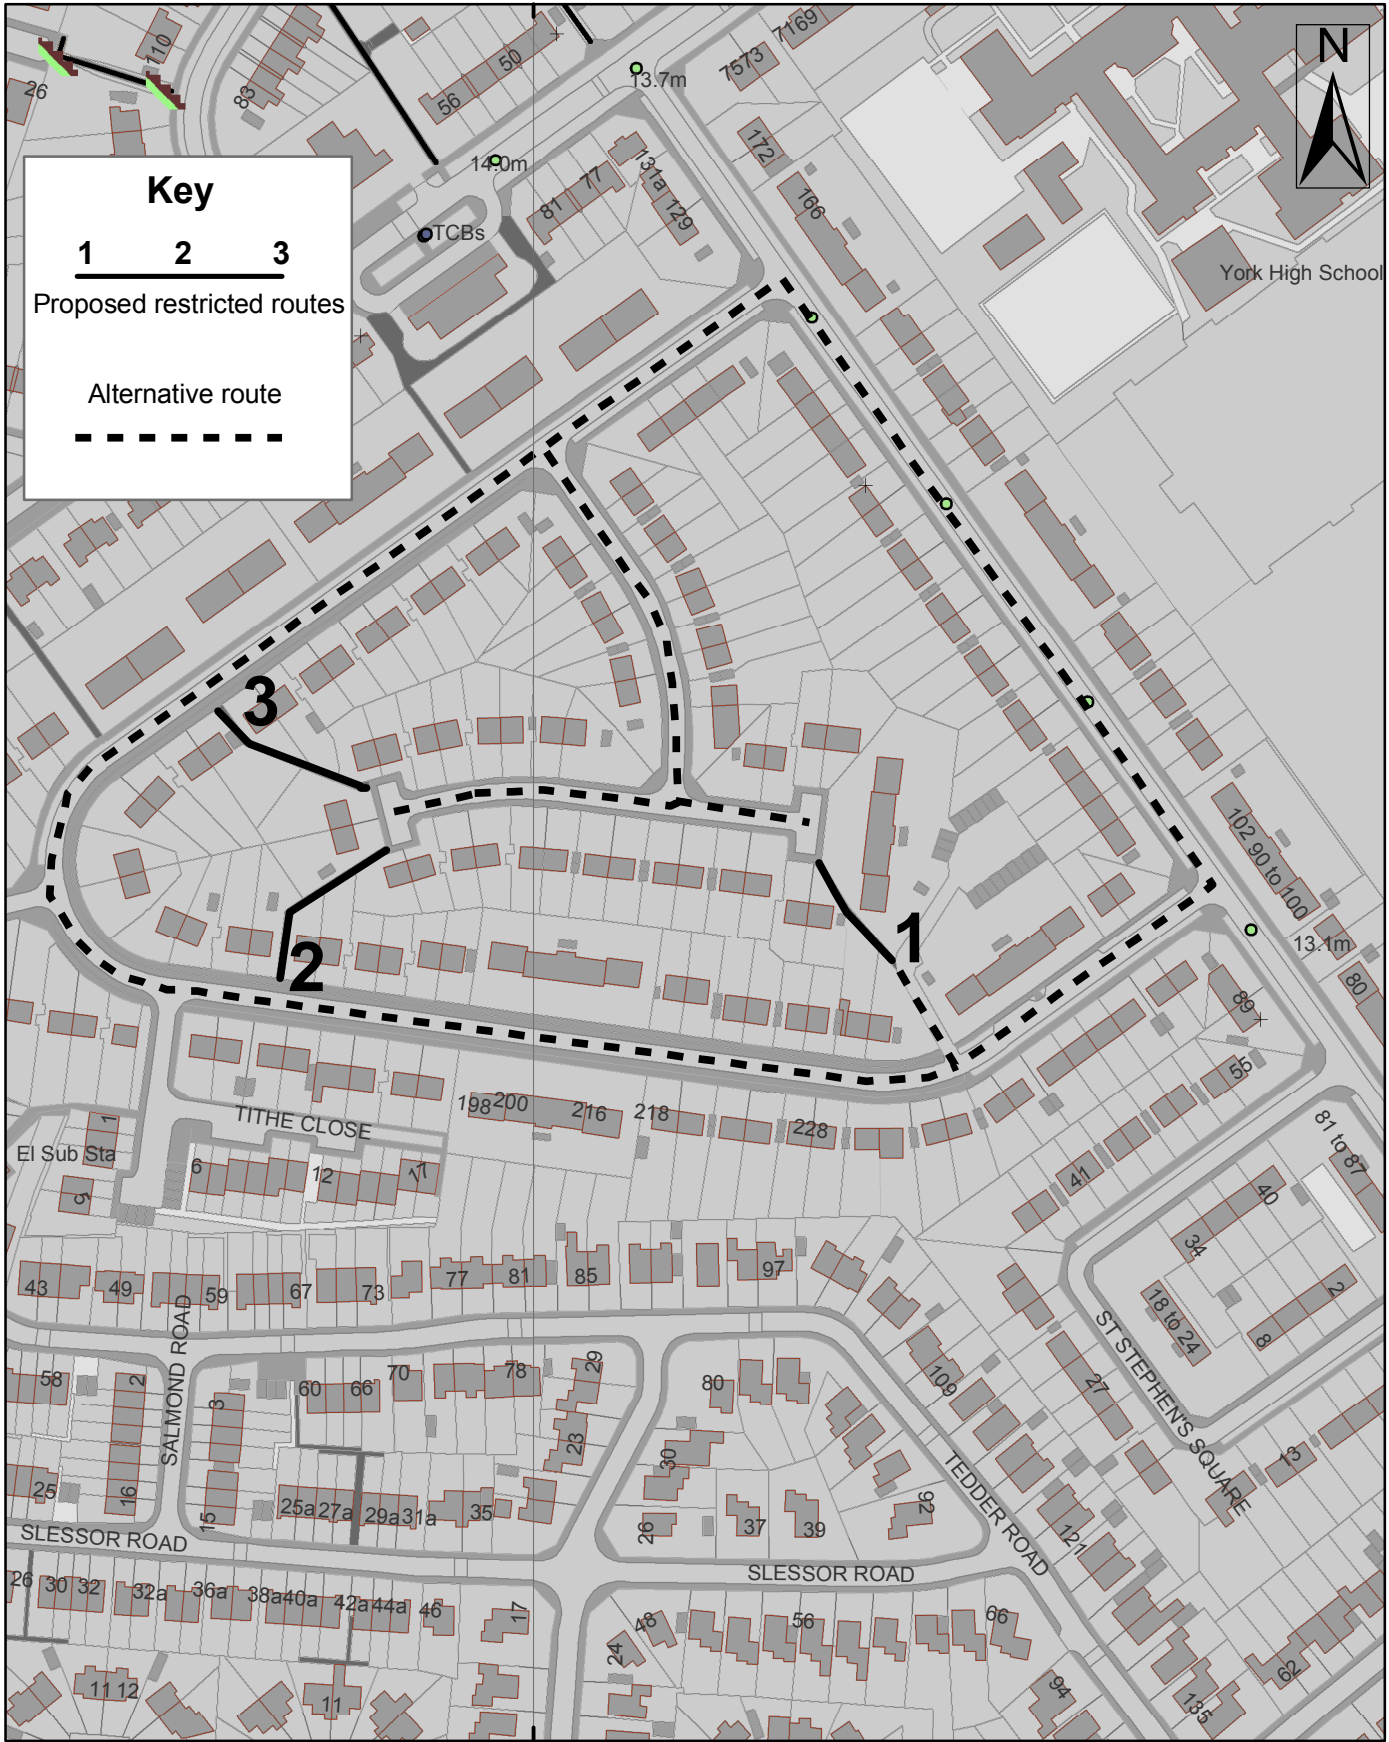 N
Key
1 2 3
Proposed restricted routes
Alternative route
110
26
83
50
56
7169
7573
13.7m
14.0m
172
131a
77
129
81
166
TCBs
York High School
3
102 90 to 100
1
2
13.1m
80
89
55
198 200 216 218 228
TITHE CLOSE
1
El Sub Sta
6
12
17
5
41
81 to 87
40
34
43 49 59 67 73 77 81 85 97
18 to 24
2
8
ST STEPHEN'S SQUARE
SALMOND ROAD
58
2
3
60 66 70 78
29
80
109
27
23
30
TEDDER ROAD
13
25
16
15
25a 27a 29a 31a 35
26
37
39
92
121
SLESSOR ROAD
SLESSOR ROAD
26 30 32 32a 36a 38a 40a 42a 44a 46
17
48
24
56
66
62
11 12
11
94
135